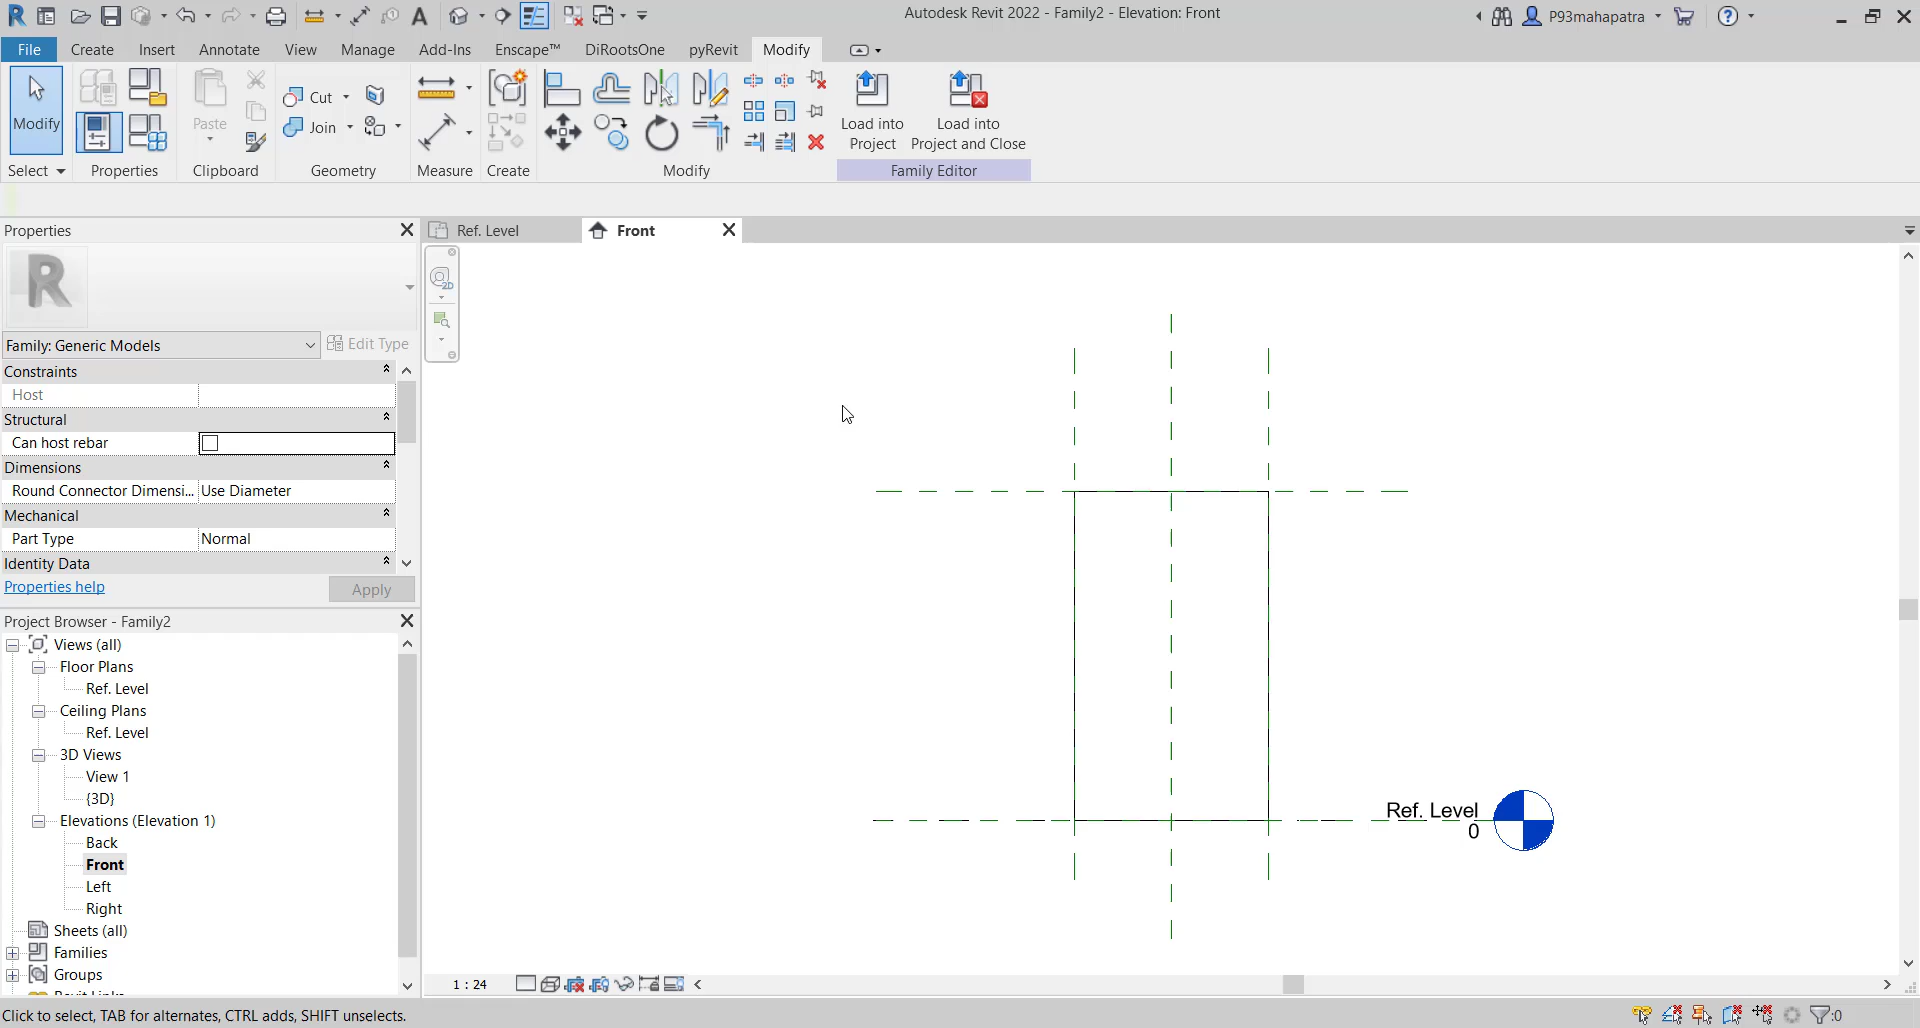 Autodesk Revit 2022 - Family2 - Elevation: Front
P93mahapatra
File Create Insert Annotate View Manage Add-Ins Enscape™ DiRootsOne pyRevit Modify
Modify
Paste
Cut
Join
Load into Project
Load into Project and Close
Select Properties Clipboard Geometry Measure Create Modify Family Editor
Properties
Ref. Level
Front
R
2D
Family: Generic Models
Edit Type
Constraints
Host
Structural
Can host rebar
Dimensions
Round Connector Dimensi... Use Diameter
Mechanical
Part Type Normal
Identity Data
Properties help
Apply
Project Browser - Family2
Views (all)
Floor Plans
Ref. Level
Ceiling Plans
Ref. Level
3D Views
View 1
{3D}
Elevations (Elevation 1)
Back
Front
Left
Right
Sheets (all)
Families
Groups
Ref. Level
0
1 : 24
Click to select, TAB for alternates, CTRL adds, SHIFT unselects.
:0